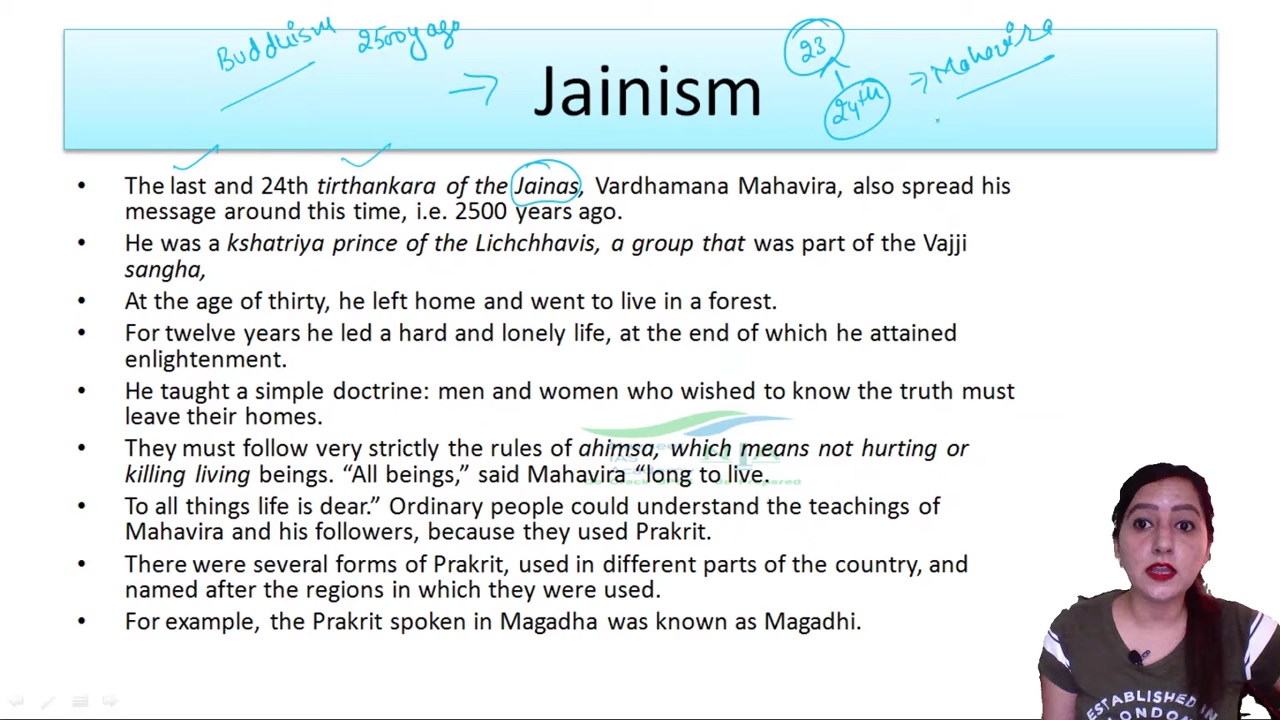 Buddhism 2500y ago
23
24th
→ Mahavira
→ Jainism
• The last and 24th tirthankara of the Jainas, Vardhamana Mahavira, also spread his
message around this time, i.e. 2500 years ago.
• He was a kshatriya prince of the Lichchhavis, a group that was part of the Vajji
sangha,
• At the age of thirty, he left home and went to live in a forest.
• For twelve years he led a hard and lonely life, at the end of which he attained
enlightenment.
• He taught a simple doctrine: men and women who wished to know the truth must
leave their homes.
• They must follow very strictly the rules of ahimsa, which means not hurting or
killing living beings. “All beings,” said Mahavira “long to live.
• To all things life is dear.” Ordinary people could understand the teachings of
Mahavira and his followers, because they used Prakrit.
• There were several forms of Prakrit, used in different parts of the country, and
named after the regions in which they were used.
• For example, the Prakrit spoken in Magadha was known as Magadhi.
ESTABLISHED IN
LONDON